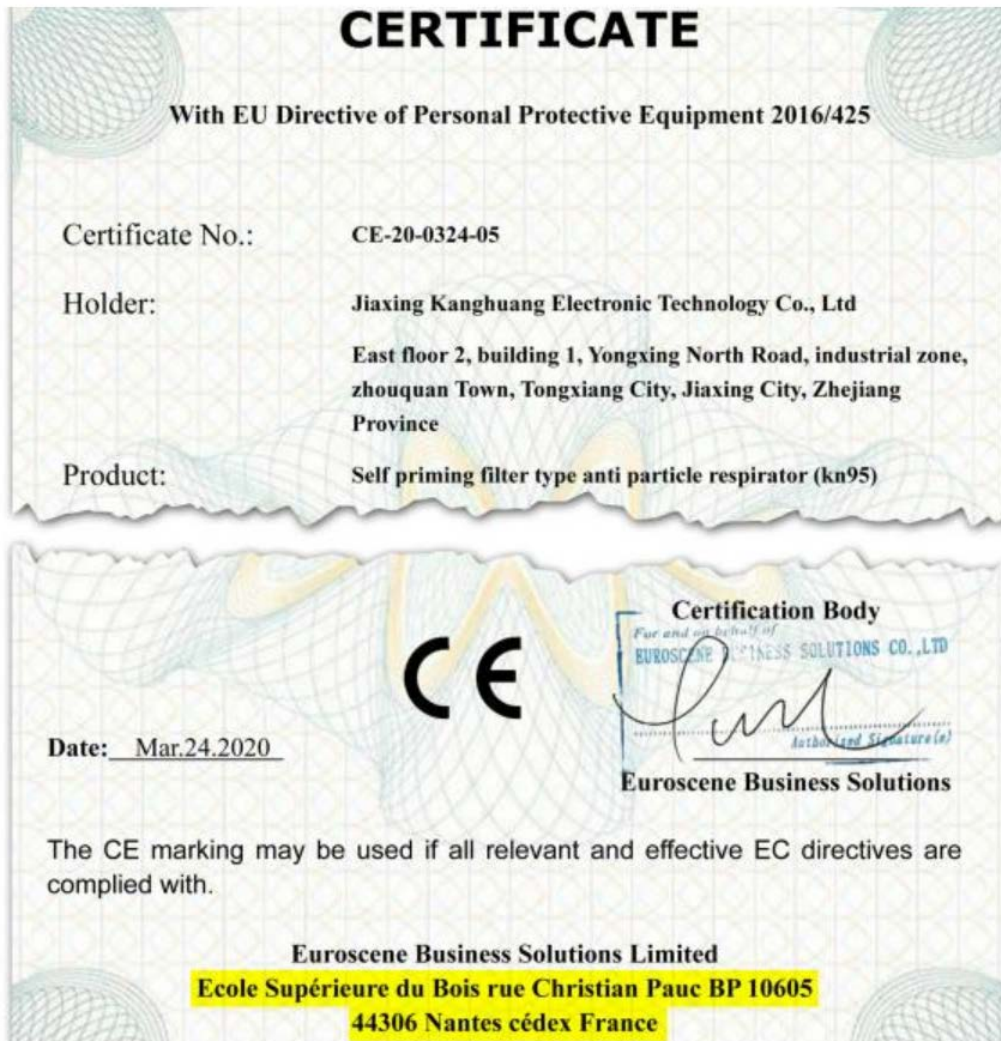 CERTIFICATE
With EU Directive of Personal Protective Equipment 2016/425
Certificate No.: CE-20-0324-05
Holder: Jiaxing Kanghuang Electronic Technology Co., Ltd
East floor 2, building 1, Yongxing North Road, industrial zone,
zhouquan Town, Tongxiang City, Jiaxing City, Zhejiang
Province
Product: Self priming filter type anti particle respirator (kn95)
Certification Body
For and on behalf of
EUROSCENE BUSINESS SOLUTIONS CO.,LTD
CE
Date: Mar.24.2020
Authorized Signature(s)
Euroscene Business Solutions
The CE marking may be used if all relevant and effective EC directives are
complied with.
Euroscene Business Solutions Limited
Ecole Supérieure du Bois rue Christian Pauc BP 10605
44306 Nantes cédex France